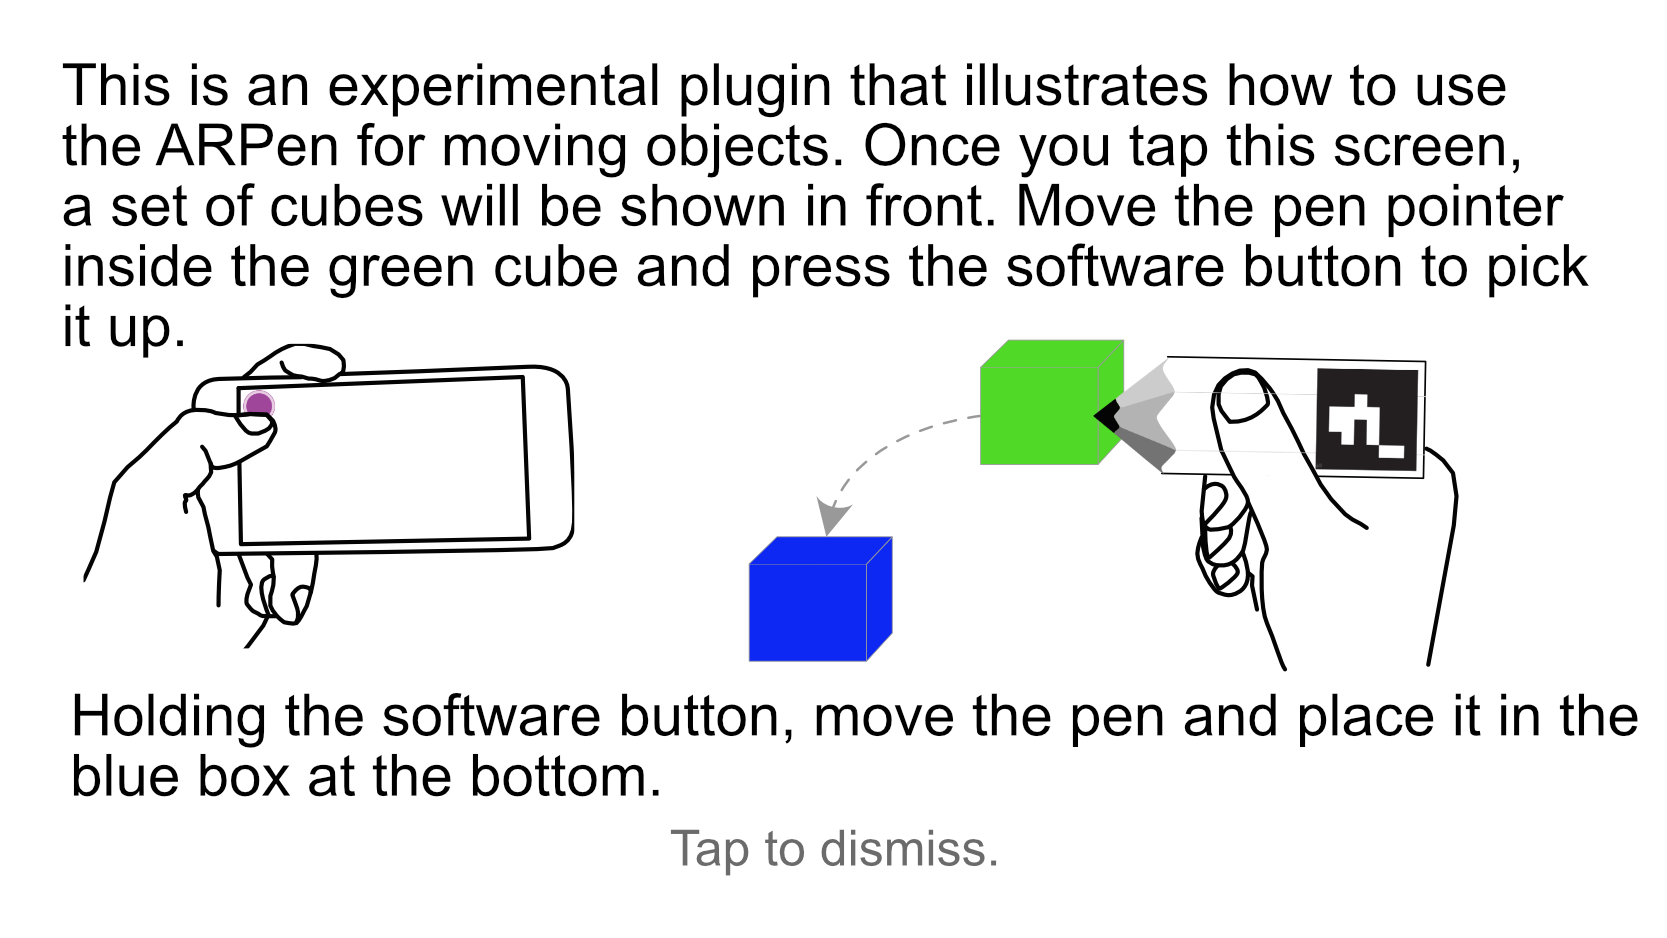 This is an experimental plugin that illustrates how to use
the ARPen for moving objects. Once you tap this screen,
a set of cubes will be shown in front. Move the pen pointer
inside the green cube and press the software button to pick
it up.
Holding the software button, move the pen and place it in the
blue box at the bottom.
Tap to dismiss.